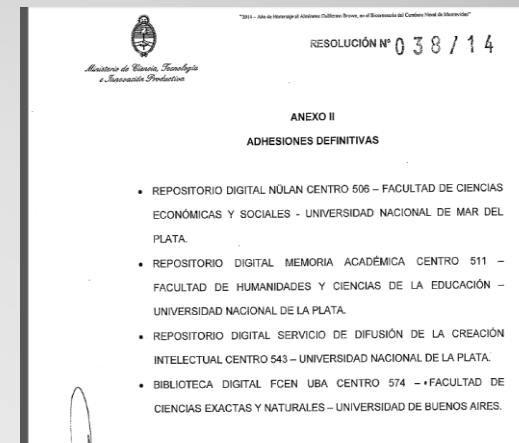 "2014 – Año de Homenaje al Almirante Guillermo Brown, en el Bicentenario del Combate Naval de Montevideo"
RESOLUCIÓN Nº 038/14
Ministerio de Ciencia, Tecnología
e Innovación Productiva
ANEXO II
ADHESIONES DEFINITIVAS
• REPOSITORIO DIGITAL NÜLAN CENTRO 506 – FACULTAD DE CIENCIAS
ECONÓMICAS Y SOCIALES - UNIVERSIDAD NACIONAL DE MAR DEL
PLATA.
• REPOSITORIO DIGITAL MEMORIA ACADÉMICA CENTRO 511 –
FACULTAD DE HUMANIDADES Y CIENCIAS DE LA EDUCACIÓN –
UNIVERSIDAD NACIONAL DE LA PLATA.
• REPOSITORIO DIGITAL SERVICIO DE DIFUSIÓN DE LA CREACIÓN
INTELECTUAL CENTRO 543 – UNIVERSIDAD NACIONAL DE LA PLATA.
• BIBLIOTECA DIGITAL FCEN UBA CENTRO 574 – FACULTAD DE
CIENCIAS EXACTAS Y NATURALES – UNIVERSIDAD DE BUENOS AIRES.